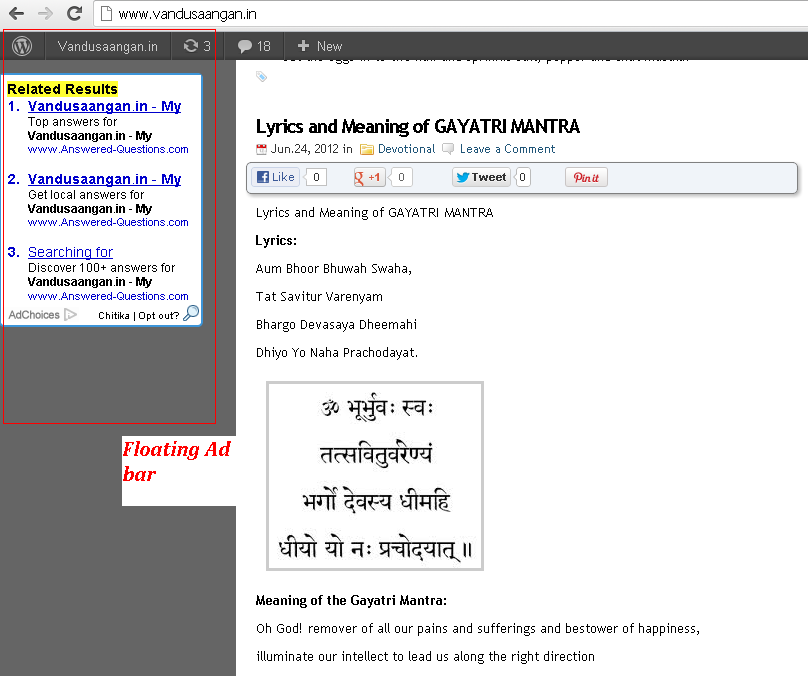 www.vandusaangan.in
Vandusaangan.in 3 18 + New
Related Results
1. Vandusaangan.in - My
Top answers for
Vandusaangan.in - My
www.Answered-Questions.com
2. Vandusaangan.in - My
Get local answers for
Vandusaangan.in - My
www.Answered-Questions.com
3. Searching for
Discover 100+ answers for
Vandusaangan.in - My
www.Answered-Questions.com
AdChoices Chitika | Opt out?
Floating Ad
bar
Lyrics and Meaning of GAYATRI MANTRA
Jun.24, 2012 in Devotional Leave a Comment
Like 0 +1 0 Tweet 0 Pin it
Lyrics and Meaning of GAYATRI MANTRA
Lyrics:
Aum Bhoor Bhuwah Swaha,
Tat Savitur Varenyam
Bhargo Devasaya Dheemahi
Dhiyo Yo Naha Prachodayat.
ॐ भूर्भुवः स्वः
तत्सवितुर्वरेण्यं
भर्गो देवस्य धीमहि
धीयो यो नः प्रचोदयात् ॥
Meaning of the Gayatri Mantra:
Oh God! remover of all our pains and sufferings and bestower of happiness,
illuminate our intellect to lead us along the right direction